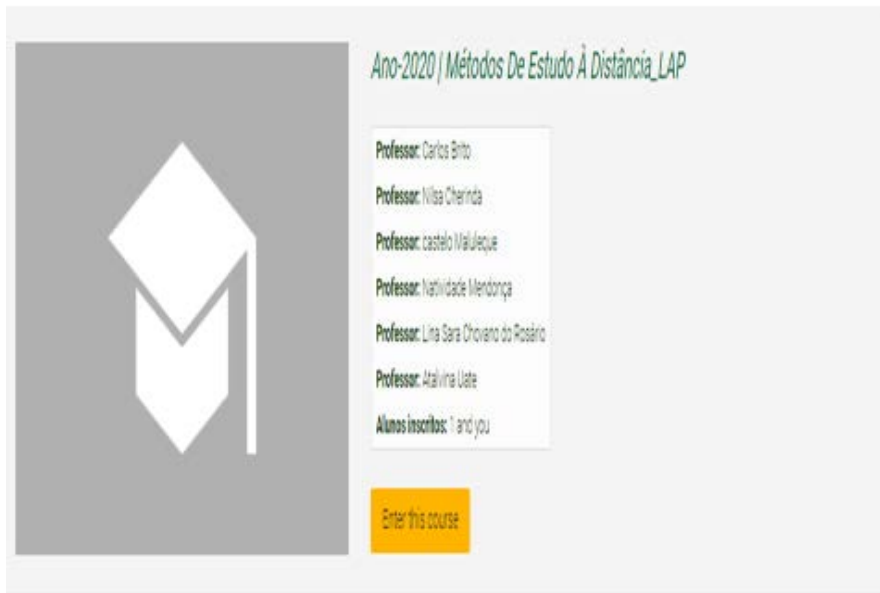 Ano-2020 | Métodos De Estudo À Distância_LAP
Professor: Carlos Brito
Professor: Nilsa Cherinda
Professor: castelo Maluleque
Professor: Natividade Mendonça
Professor: Lina Sara Chovano do Rosário
Professor: Atalvina Uate
Alunos inscritos: 1 and you
Enter this course